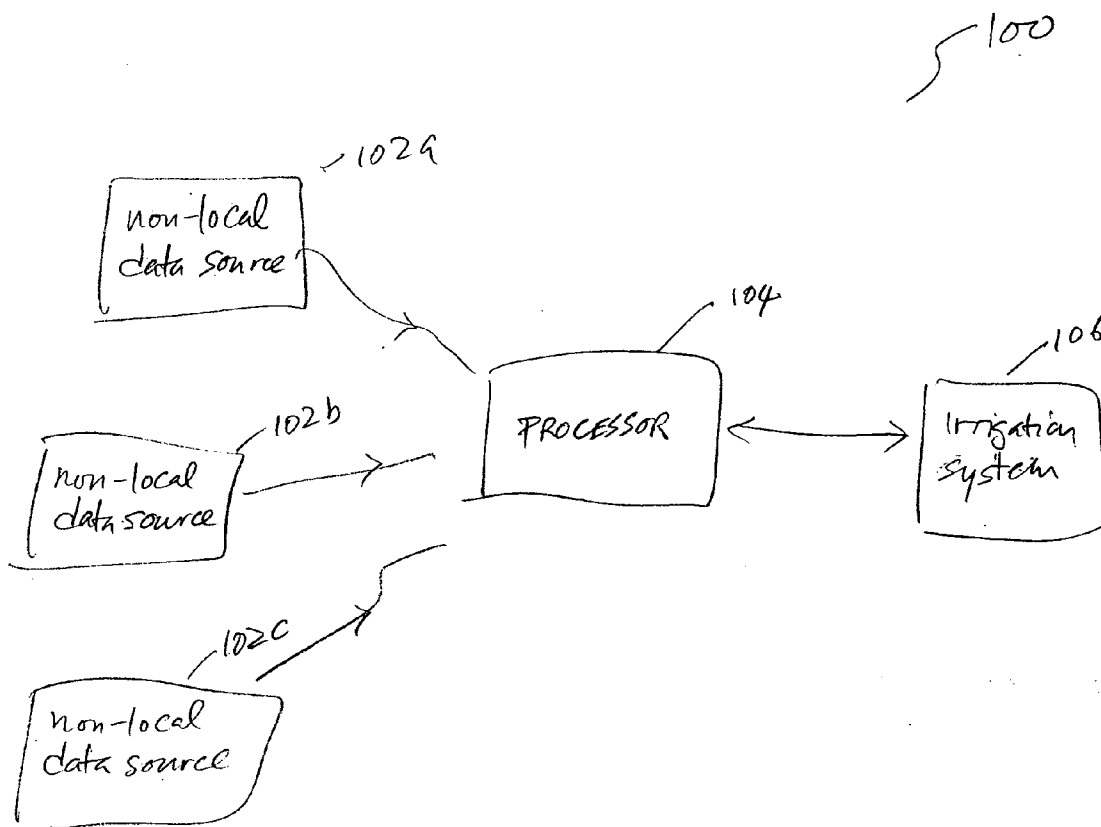 100
102a
non-local
data source
104
106
PROCESSOR
irrigation
system
102b
non-local
data source
102c
non-local
data source